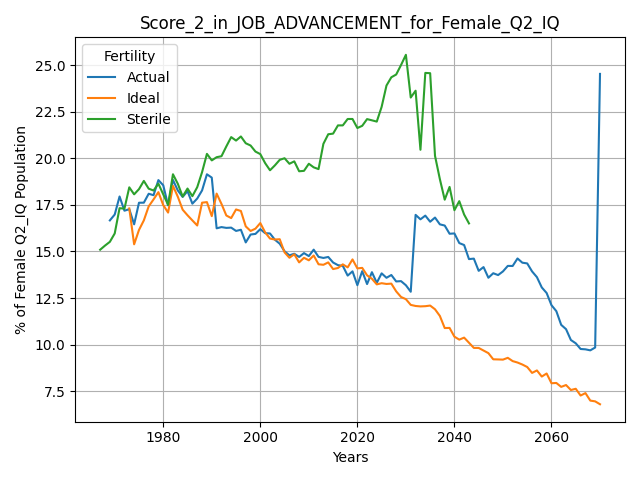 Score_2_in_JOB_ADVANCEMENT_for_Female_Q2_IQ
Fertility
Actual
Ideal
Sterile
% of Female Q2_IQ Population
25.0
22.5
20.0
17.5
15.0
12.5
10.0
7.5
1980
2000
2020
2040
2060
Years